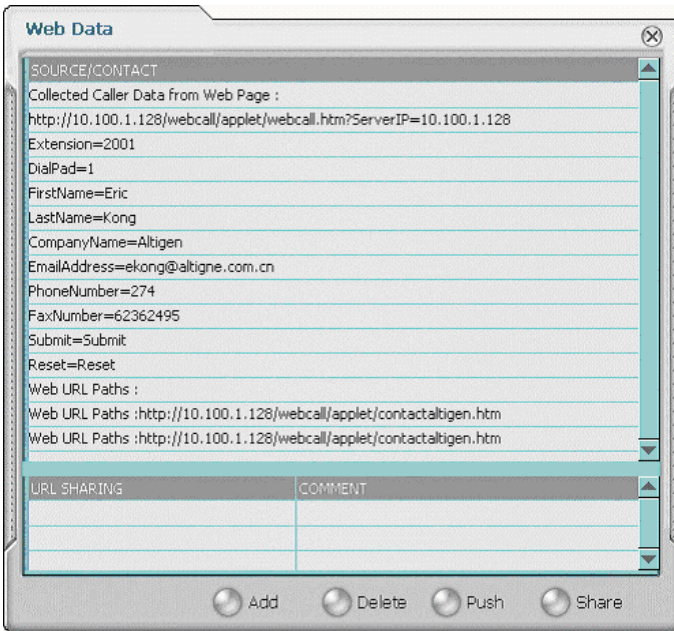 Web Data
SOURCE/CONTACT
Collected Caller Data from Web Page :
http://10.100.1.128/webcall/applet/webcall.htm?ServerIP=10.100.1.128
Extension=2001
DialPad=1
FirstName=Eric
LastName=Kong
CompanyName=Altigen
EmailAddress=ekong@altigne.com.cn
PhoneNumber=274
FaxNumber=62362495
Submit=Submit
Reset=Reset
Web URL Paths :
Web URL Paths :http://10.100.1.128/webcall/applet/contactaltigen.htm
Web URL Paths :http://10.100.1.128/webcall/applet/contactaltigen.htm
URL SHARING COMMENT
Add Delete Push Share